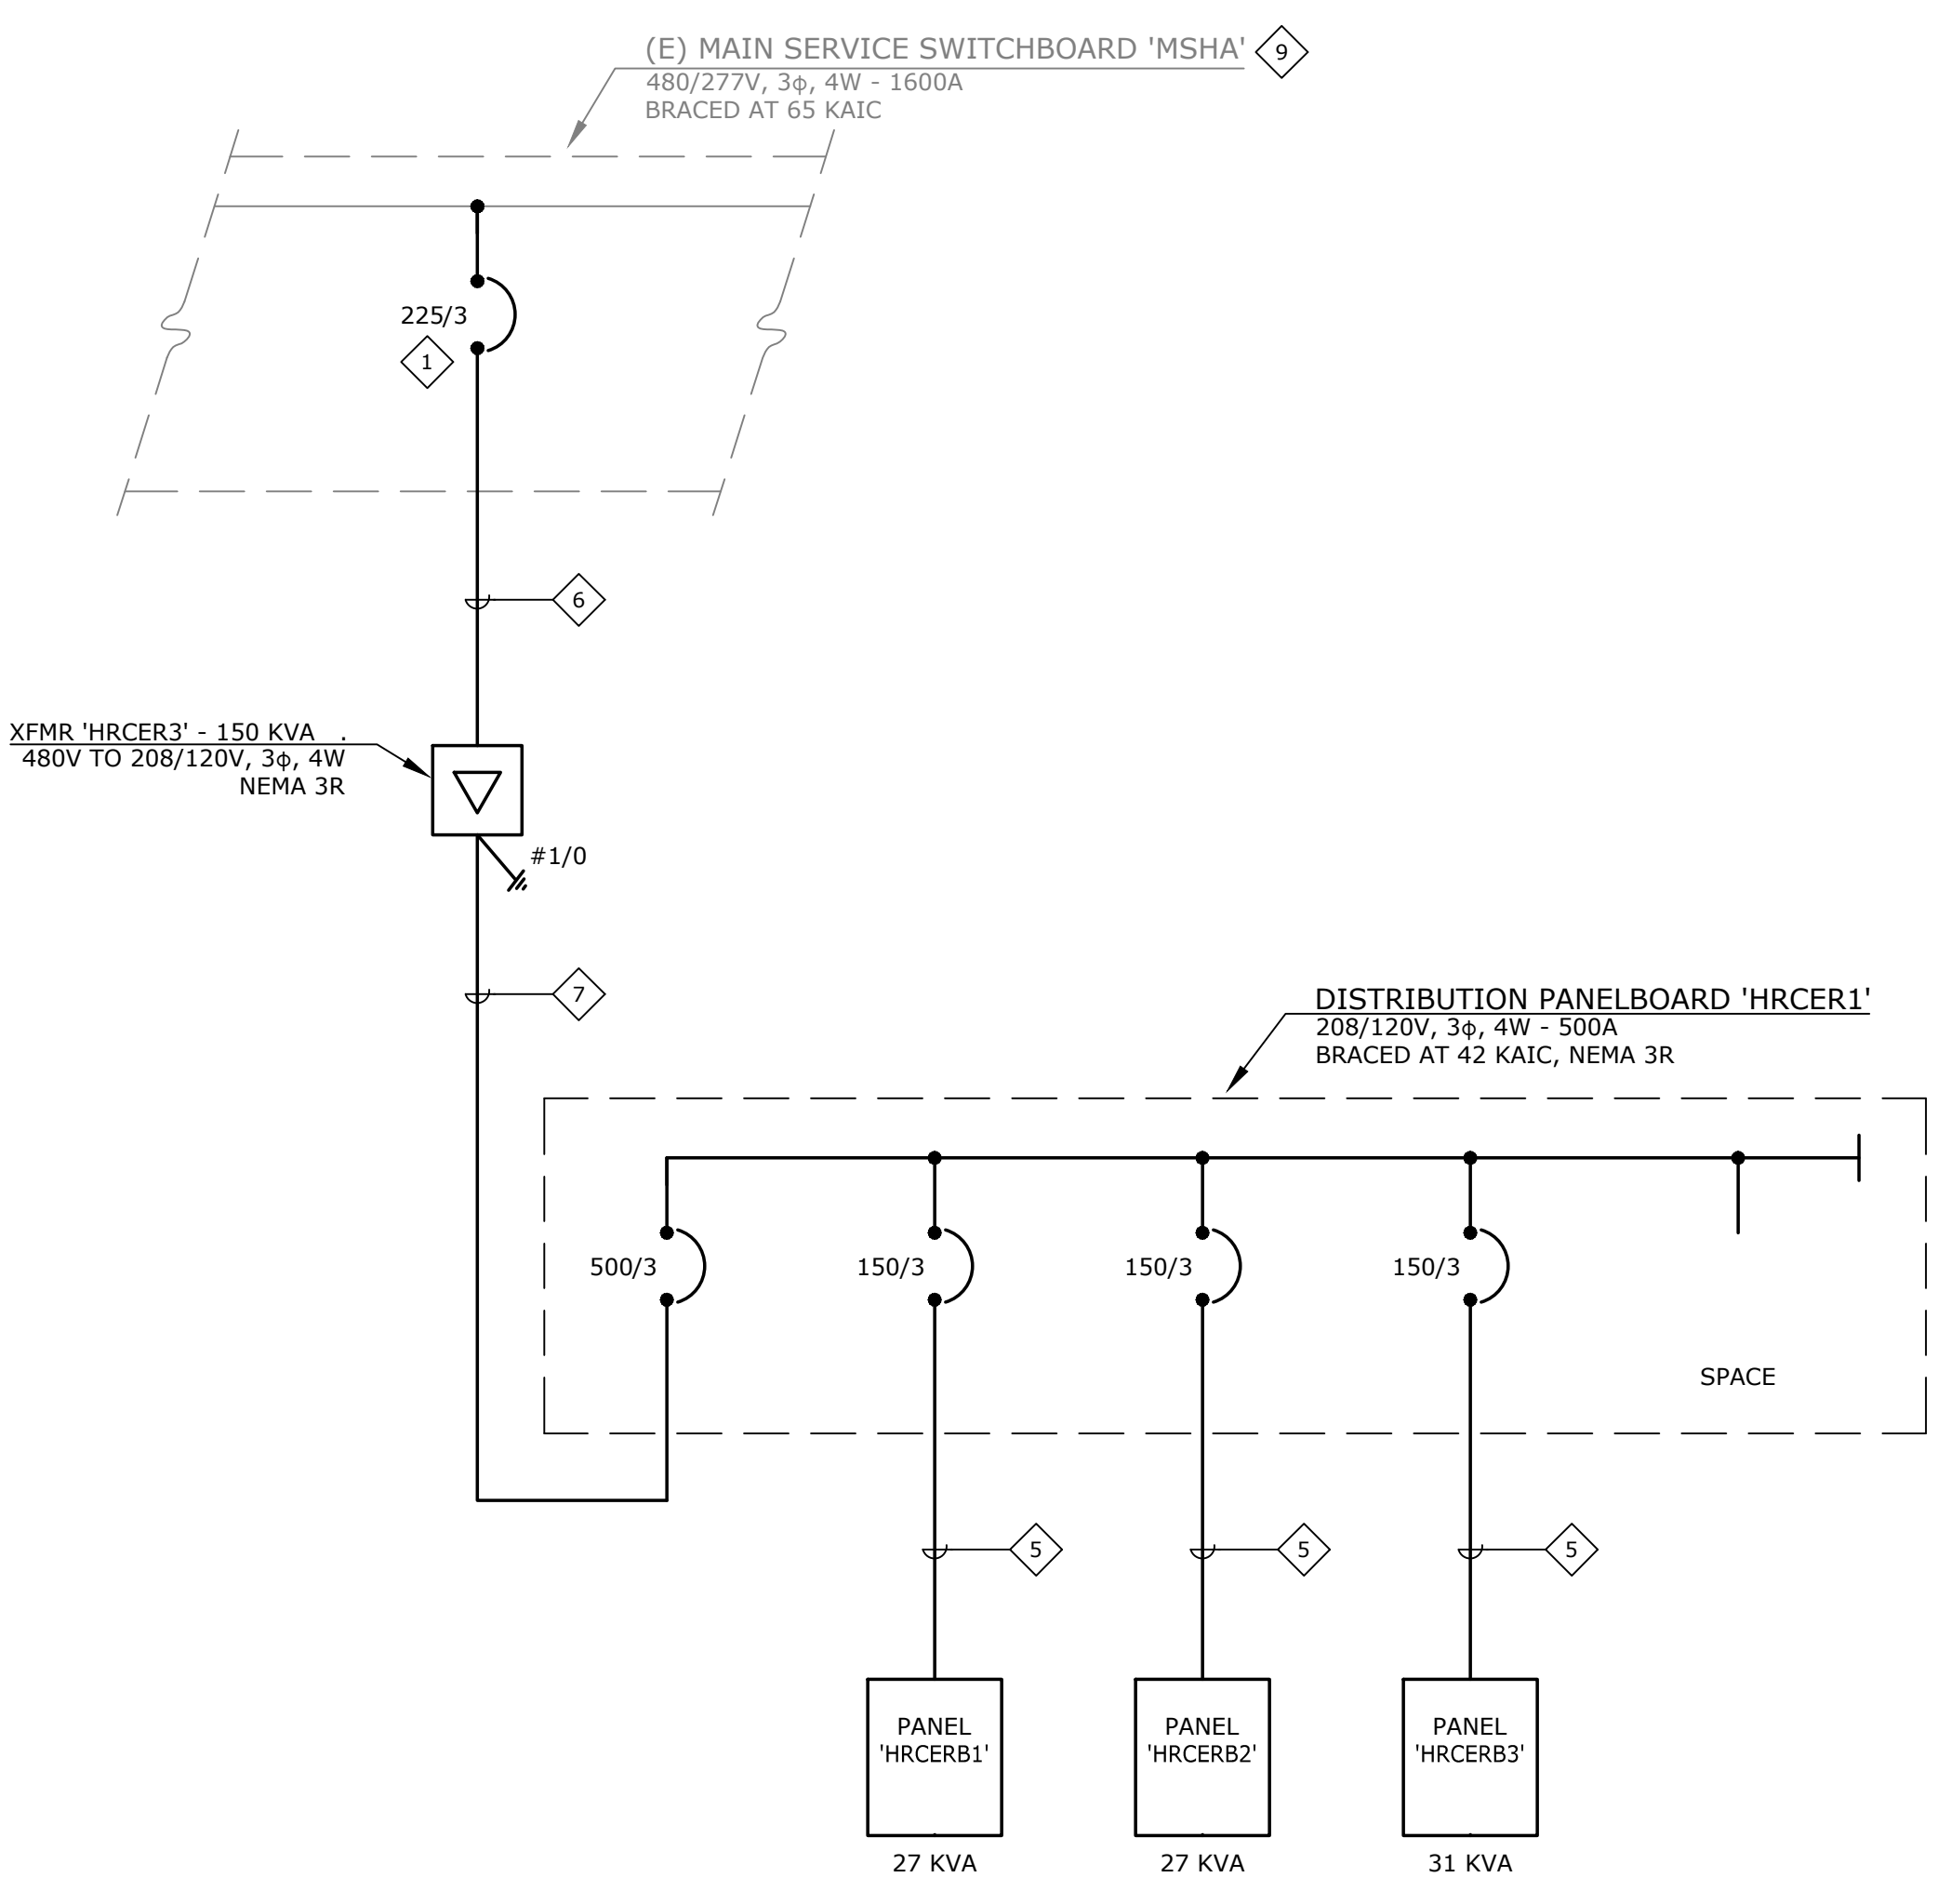 (E) MAIN SERVICE SWITCHBOARD 'MSHA'
9
480/277V, 3ϕ, 4W - 1600A
BRACED AT 65 KAIC
225/3
1
6
XFMR 'HRCER3' - 150 KVA .
480V TO 208/120V, 3ϕ, 4W
NEMA 3R
#1/0
7
DISTRIBUTION PANELBOARD 'HRCER1'
208/120V, 3ϕ, 4W - 500A
BRACED AT 42 KAIC, NEMA 3R
500/3
150/3
150/3
150/3
SPACE
5
5
5
PANEL
'HRCERB1'
PANEL
'HRCERB2'
PANEL
'HRCERB3'
27 KVA
27 KVA
31 KVA